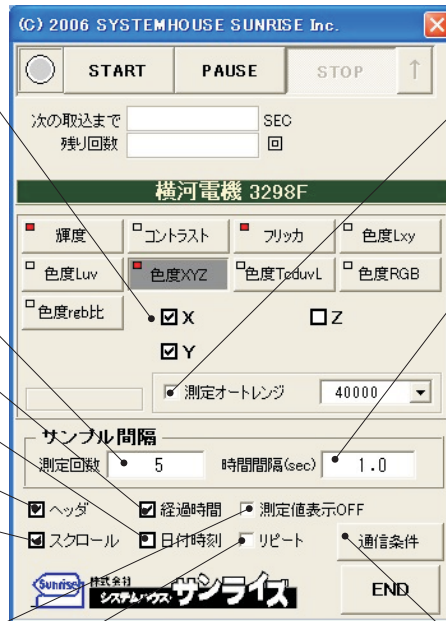 (C) 2006 SYSTEMHOUSE SUNRISE Inc.
START PAUSE STOP ↑
次の取込まで SEC
残り回数 回
横河電機 3298F
輝度 コントラスト フリッカ 色度Lxy
色度Luv 色度XYZ 色度TcduvL 色度RGB
色度rgb比 X Z
Y
測定オートレンジ 40000
サンプル間隔
測定回数 5 時間間隔(sec) 1.0
ヘッダ 経過時間 測定値表示OFF
スクロール 日付時刻 リピート 通信条件
Sunrise 株式会社 システムハウス サンライズ END